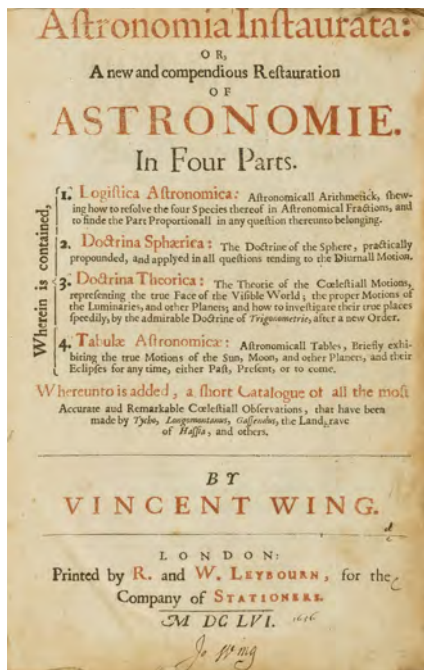 Aſtronomia Inſtaurata:
OR,
A new and compendious Reſtauration
OF
ASTRONOMIE.
In Four Parts.
Wherein is contained,
1. Logiſtica Aſtronomica: Aſtronomicall Arithmetick, ſhew-
ing how to reſolve the four Species thereof in Aſtronomical Fractions, and
to finde the Part Proportionall in any queſtion thereunto belonging.
2. Doctrina Sphærica: The Doctrine of the Sphere, practically
propounded, and applyed in all queſtions tending to the Diurnall Motion.
3. Doctrina Theorica: The Theorie of the Cœleſtiall Motions,
repreſenting the true Face of the Viſible World; the proper Motions of
the Luminaries, and other Planets; and how to inveſtigate their true places
ſpeedily, by the admirable Doctrine of Trigonometrie, after a new Order.
4. Tabulæ Aſtronomicæ: Aſtronomicall Tables, Briefly exhi-
biting the true Motions of the Sun, Moon, and other Planets, and their
Eclipſes for any time, either Paſt, Preſent, or to come.
Whereunto is added, a ſhort Catalogue of all the moſt
Accurate aud Remarkable Cœleſtiall Obſervations, that have been
made by Tycho, Longomontanus, Gaſſendus, the Landgrave
of Haſſia, and others.
BY
VINCENT WING.
LONDON:
Printed by R. and W. LEYBOURN, for the
Company of STATIONERS.
M DC LVI.
Jo Wing